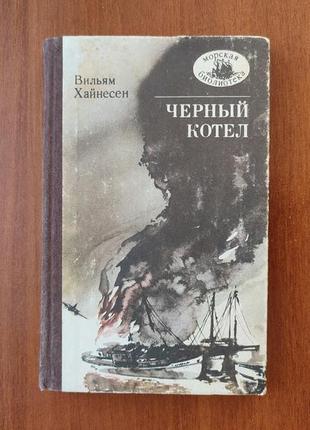 Вильям
Хайнесен
морская
библиотека
ЧЕРНЫЙ
КОТЕЛ